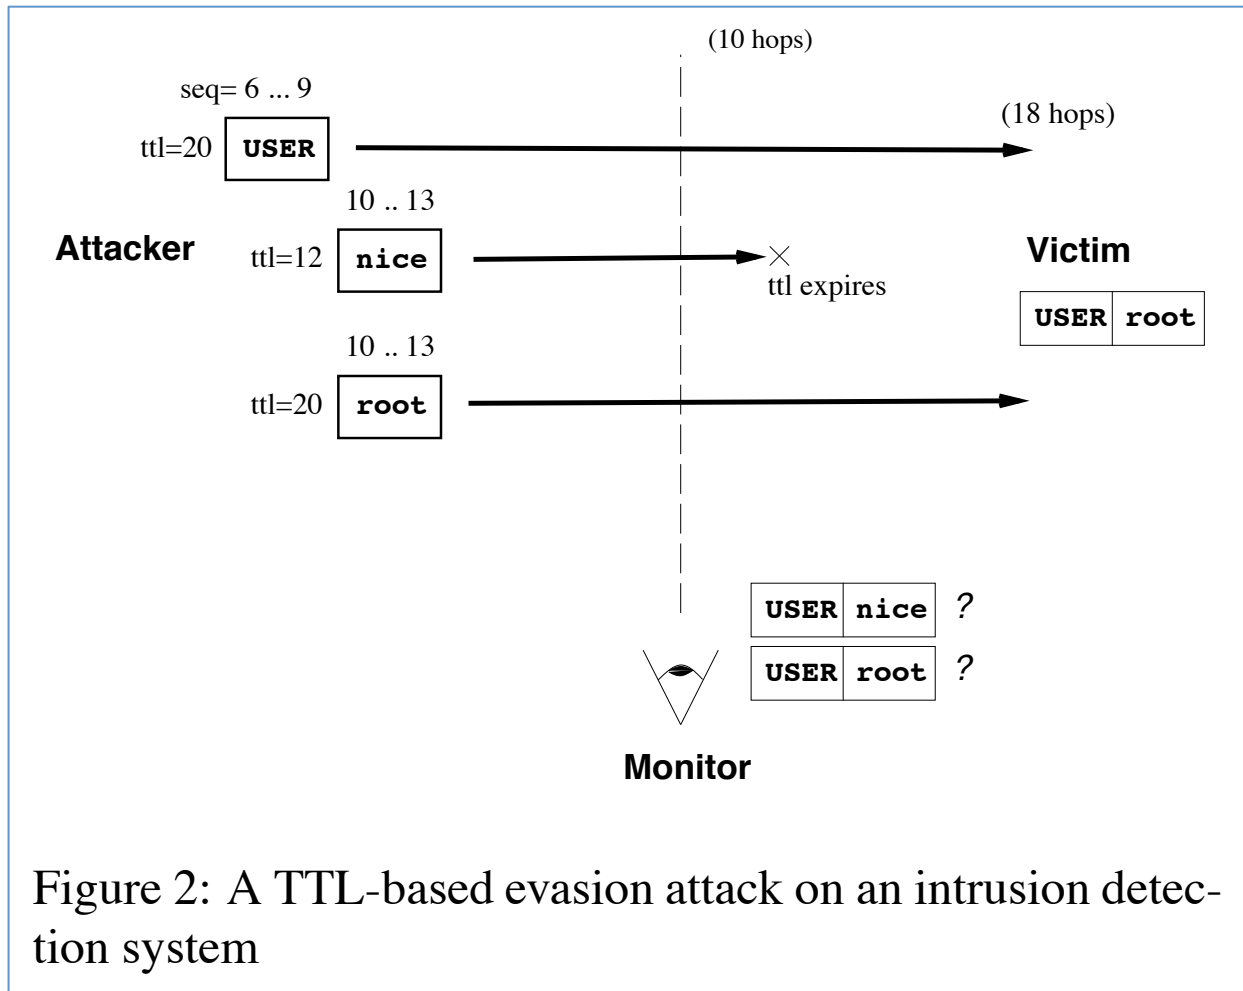 (10 hops)
seq= 6 ... 9
(18 hops)
ttl=20 USER
10 .. 13
Attacker
ttl=12 nice
ttl expires
Victim
USER root
10 .. 13
ttl=20 root
USER nice ?
USER root ?
Monitor
Figure 2: A TTL-based evasion attack on an intrusion detec-
tion system